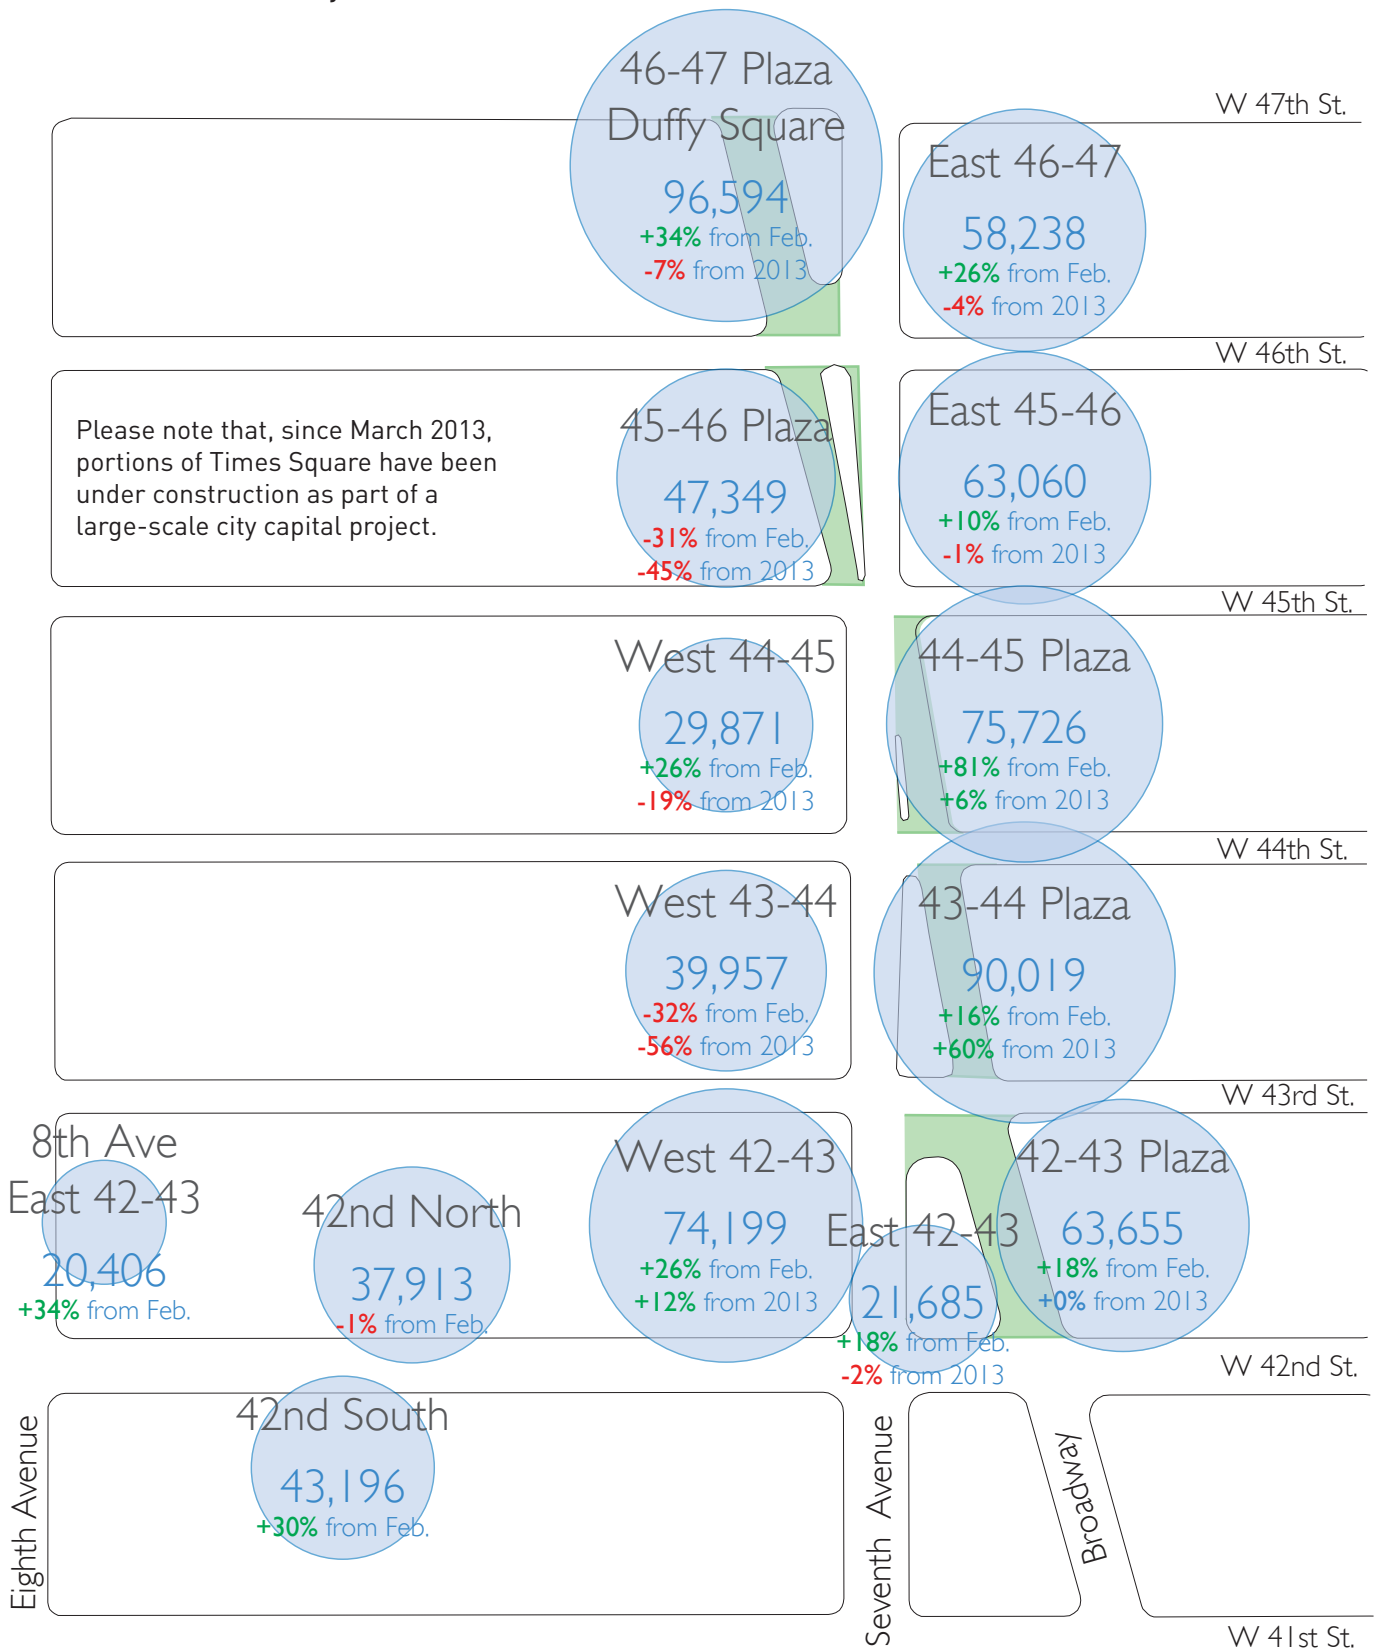 46-47 Plaza
Duffy Square
96,594
+34% from Feb.
-7% from 2013
W 47th St.
East 46-47
58,238
+26% from Feb.
-4% from 2013
W 46th St.
Please note that, since March 2013,
portions of Times Square have been
under construction as part of a
large-scale city capital project.
45-46 Plaza
47,349
-31% from Feb.
-45% from 2013
East 45-46
63,060
+10% from Feb.
-1% from 2013
W 45th St.
West 44-45
29,871
+26% from Feb.
-19% from 2013
44-45 Plaza
75,726
+81% from Feb.
+6% from 2013
W 44th St.
West 43-44
39,957
-32% from Feb.
-56% from 2013
43-44 Plaza
90,019
+16% from Feb.
+60% from 2013
W 43rd St.
8th Ave
East 42-43
20,406
+34% from Feb.
42nd North
37,913
-1% from Feb.
West 42-43
74,199
+26% from Feb.
+12% from 2013
East 42-43
21,685
+18% from Feb.
-2% from 2013
42-43 Plaza
63,655
+18% from Feb.
+0% from 2013
W 42nd St.
42nd South
43,196
+30% from Feb.
Eighth Avenue
Seventh Avenue
Broadway
W 41st St.